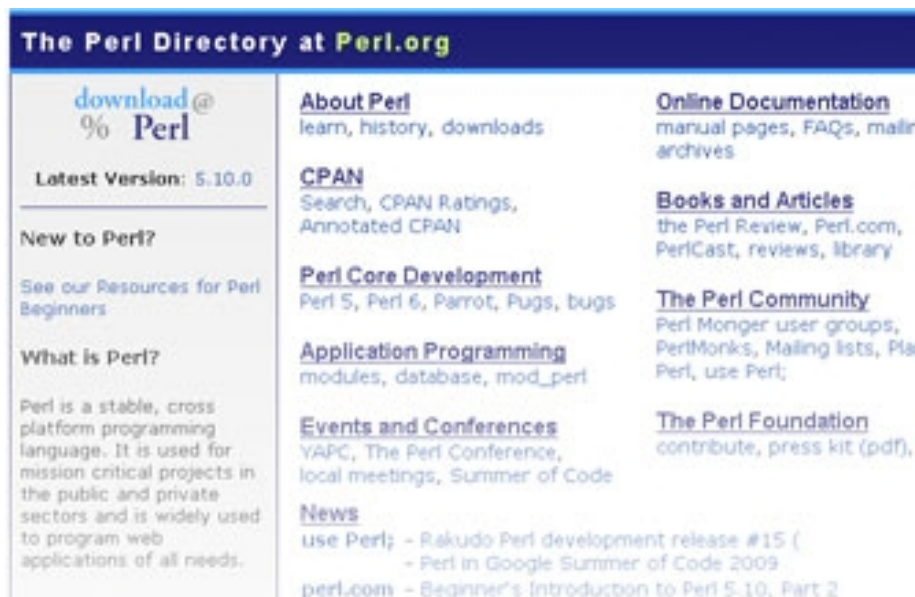 The Perl Directory at Perl.org
download@
% Perl
Latest Version: 5.10.0
New to Perl?
See our Resources for Perl
Beginners
What is Perl?
Perl is a stable, cross
platform programming
language. It is used for
mission critical projects in
the public and private
sectors and is widely used
to program web
applications of all needs.
About Perl
learn, history, downloads
CPAN
Search, CPAN Ratings,
Annotated CPAN
Perl Core Development
Perl 5, Perl 6, Parrot, Pugs, bugs
Application Programming
modules, database, mod_perl
Events and Conferences
YAPC, The Perl Conference,
local meetings, Summer of Code
Online Documentation
manual pages, FAQs,
archives
Books and Articles
the Perl Review, Perl.com,
PerlCast, reviews, library
The Perl Community
Perl Monger user groups,
PerlMonks, Mailing lists,
Perl, use Perl;
The Perl Foundation
contribute, press kit (pdf),
News
use Perl; - Rakudo Perl development release #15 (
- Perl in Google Summer of Code 2009
perl.com - Beginner's Introduction to Perl 5.10, Part 2